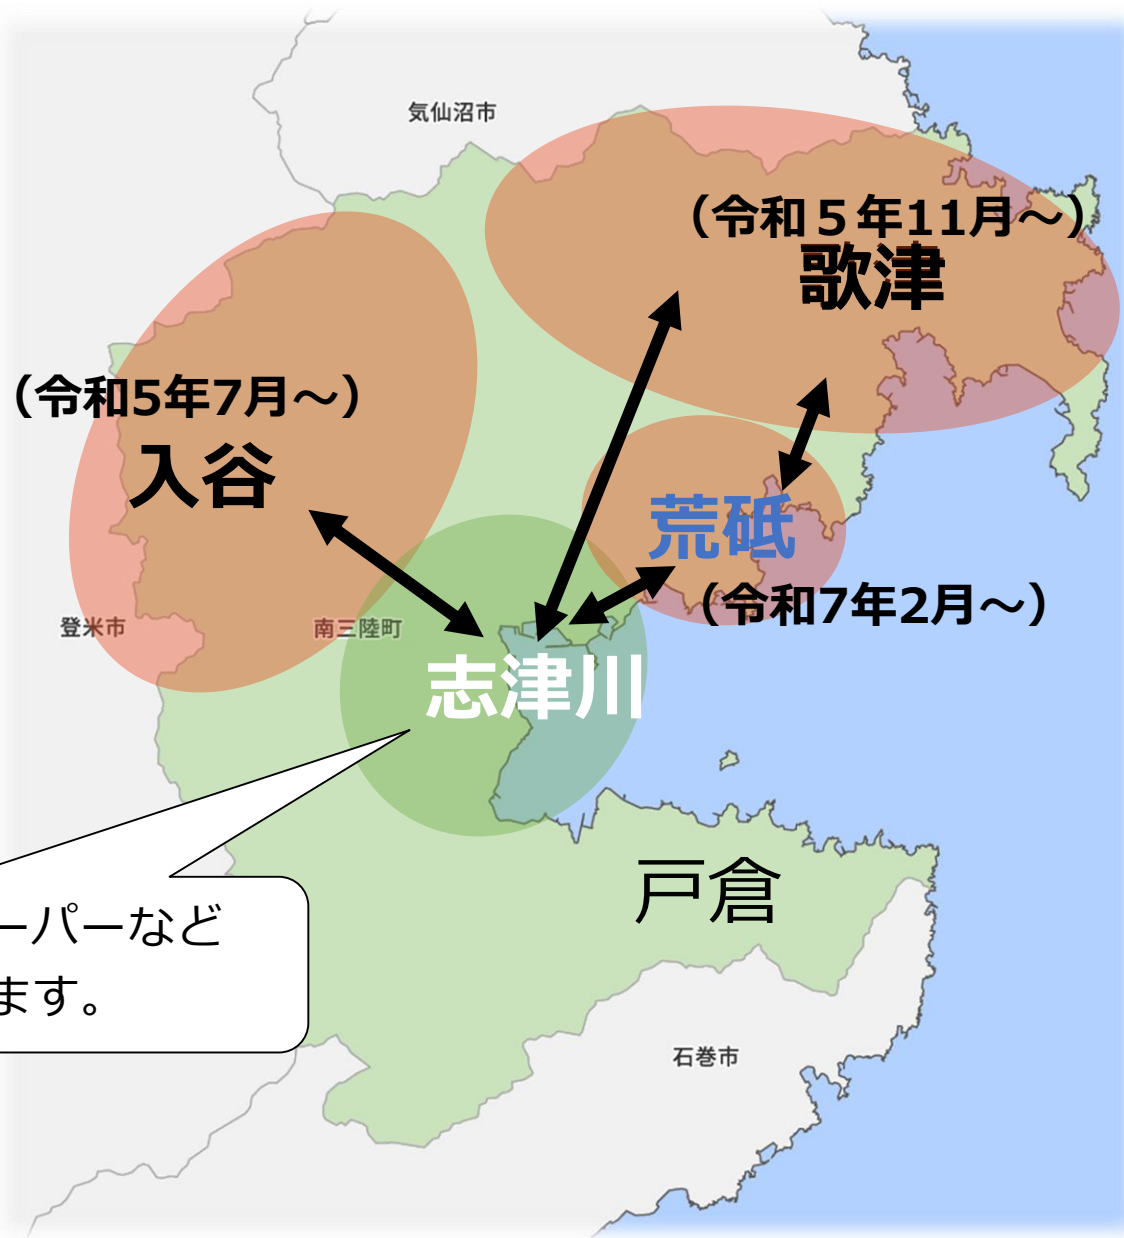 気仙沼市
（令和５年11月～）
歌津
（令和5年7月～）
入谷
荒砥
（令和7年2月～）
登米市
南三陸町
志津川
戸倉
ーパーなど
ます。
石巻市